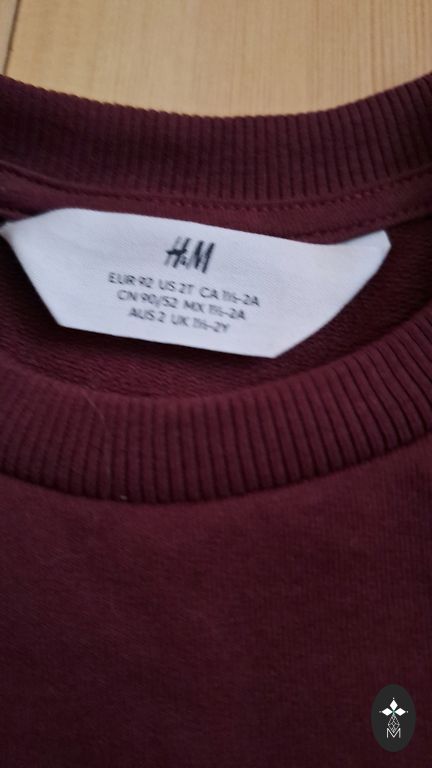 H&M
EUR 92 US 2T CA 1½-2A
CN 90/52 MX 1½-2A
AUS 2 UK 1½-2Y
M